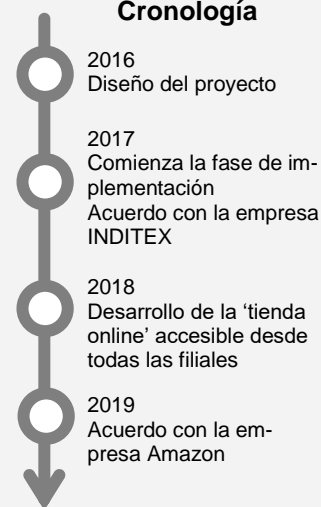 Cronología
2016
Diseño del proyecto
2017
Comienza la fase de im-
plementación
Acuerdo con la empresa
INDITEX
2018
Desarrollo de la ‘tienda
online’ accesible desde
todas las filiales
2019
Acuerdo con la em-
presa Amazon